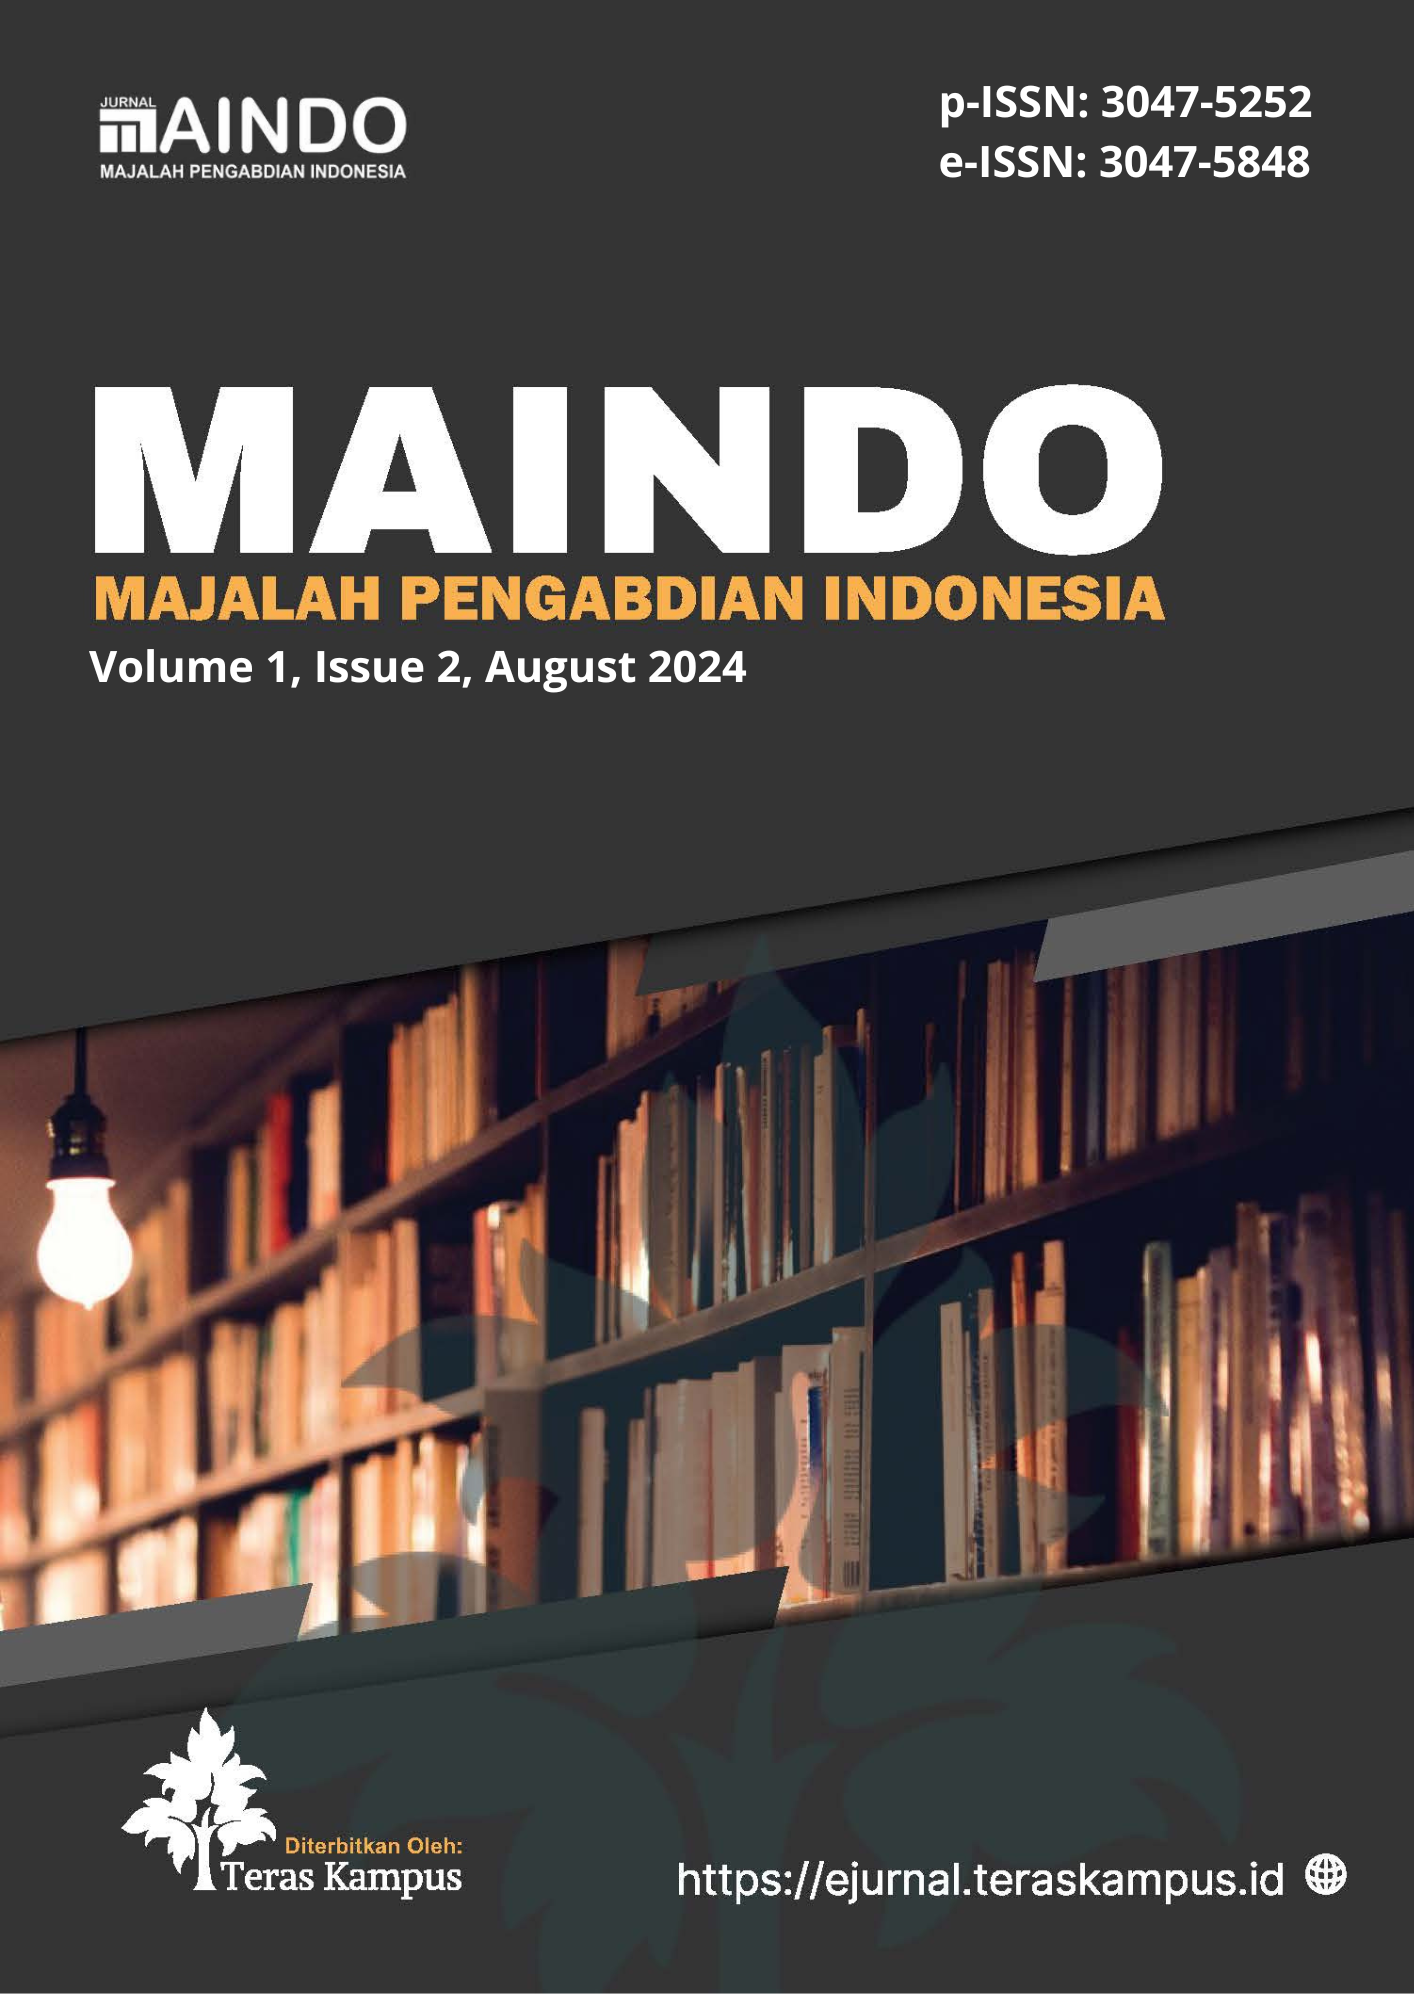 JURNAL
MAINDO
MAJALAH PENGABDIAN INDONESIA
p-ISSN: 3047-5252
e-ISSN: 3047-5848
MAINDO
MAJALAH PENGABDIAN INDONESIA
Volume 1, Issue 2, August 2024
Diterbitkan Oleh:
Teras Kampus
https://ejurnal.teraskampus.id